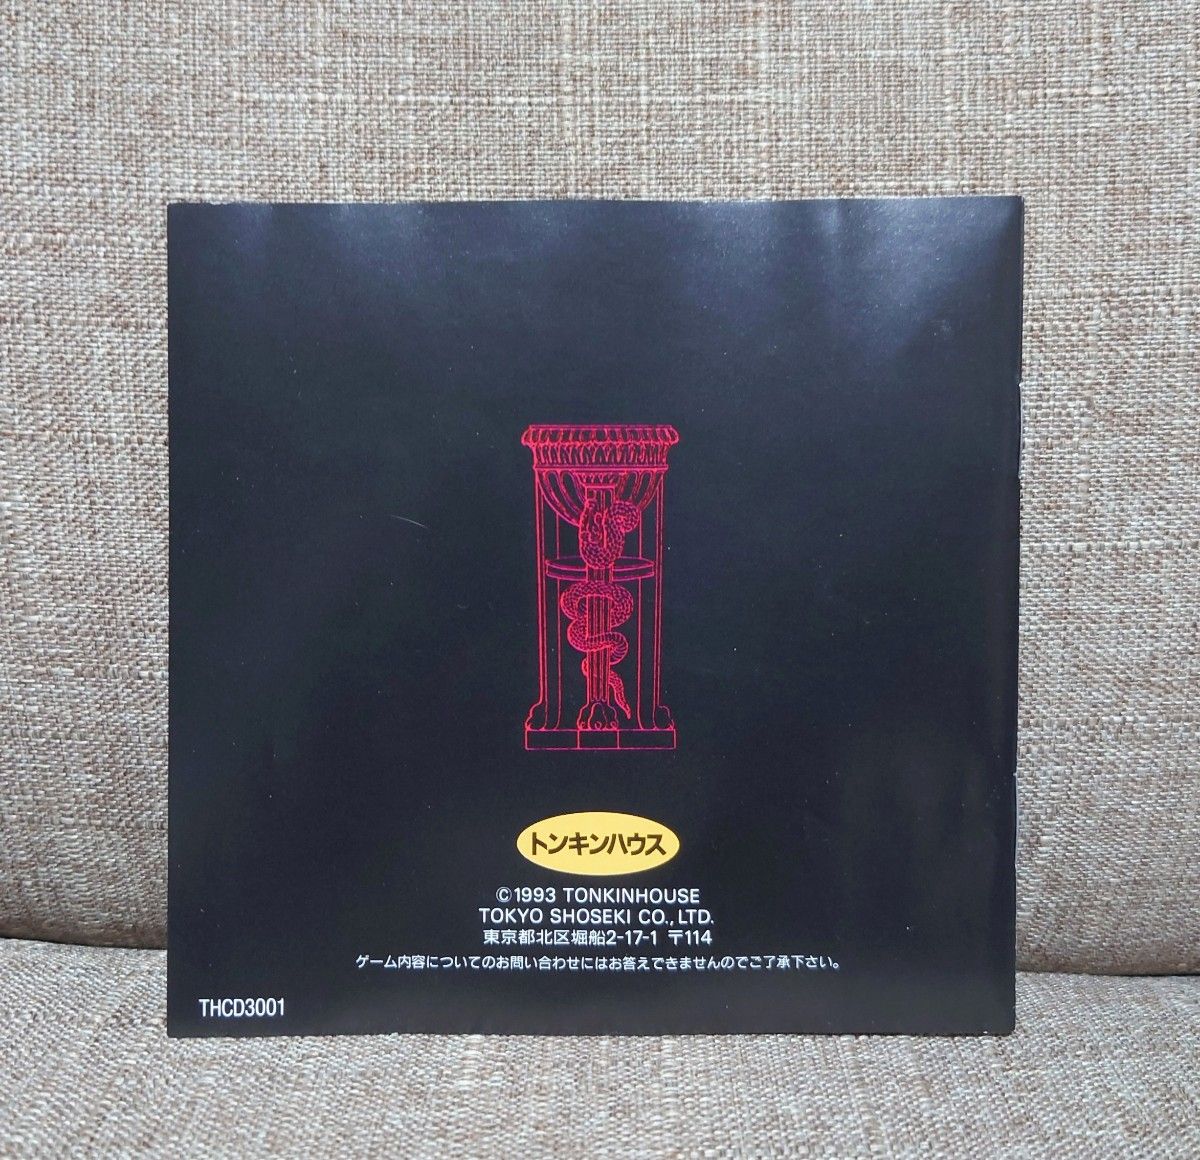 トンキンハウス
©1993 TONKINHOUSE
TOKYO SHOSEKI CO., LTD.
東京都北区堀船2-17-1 〒114
ゲーム内容についてのお問い合わせにはお答えできませんのでご了承下さい。
THCD3001